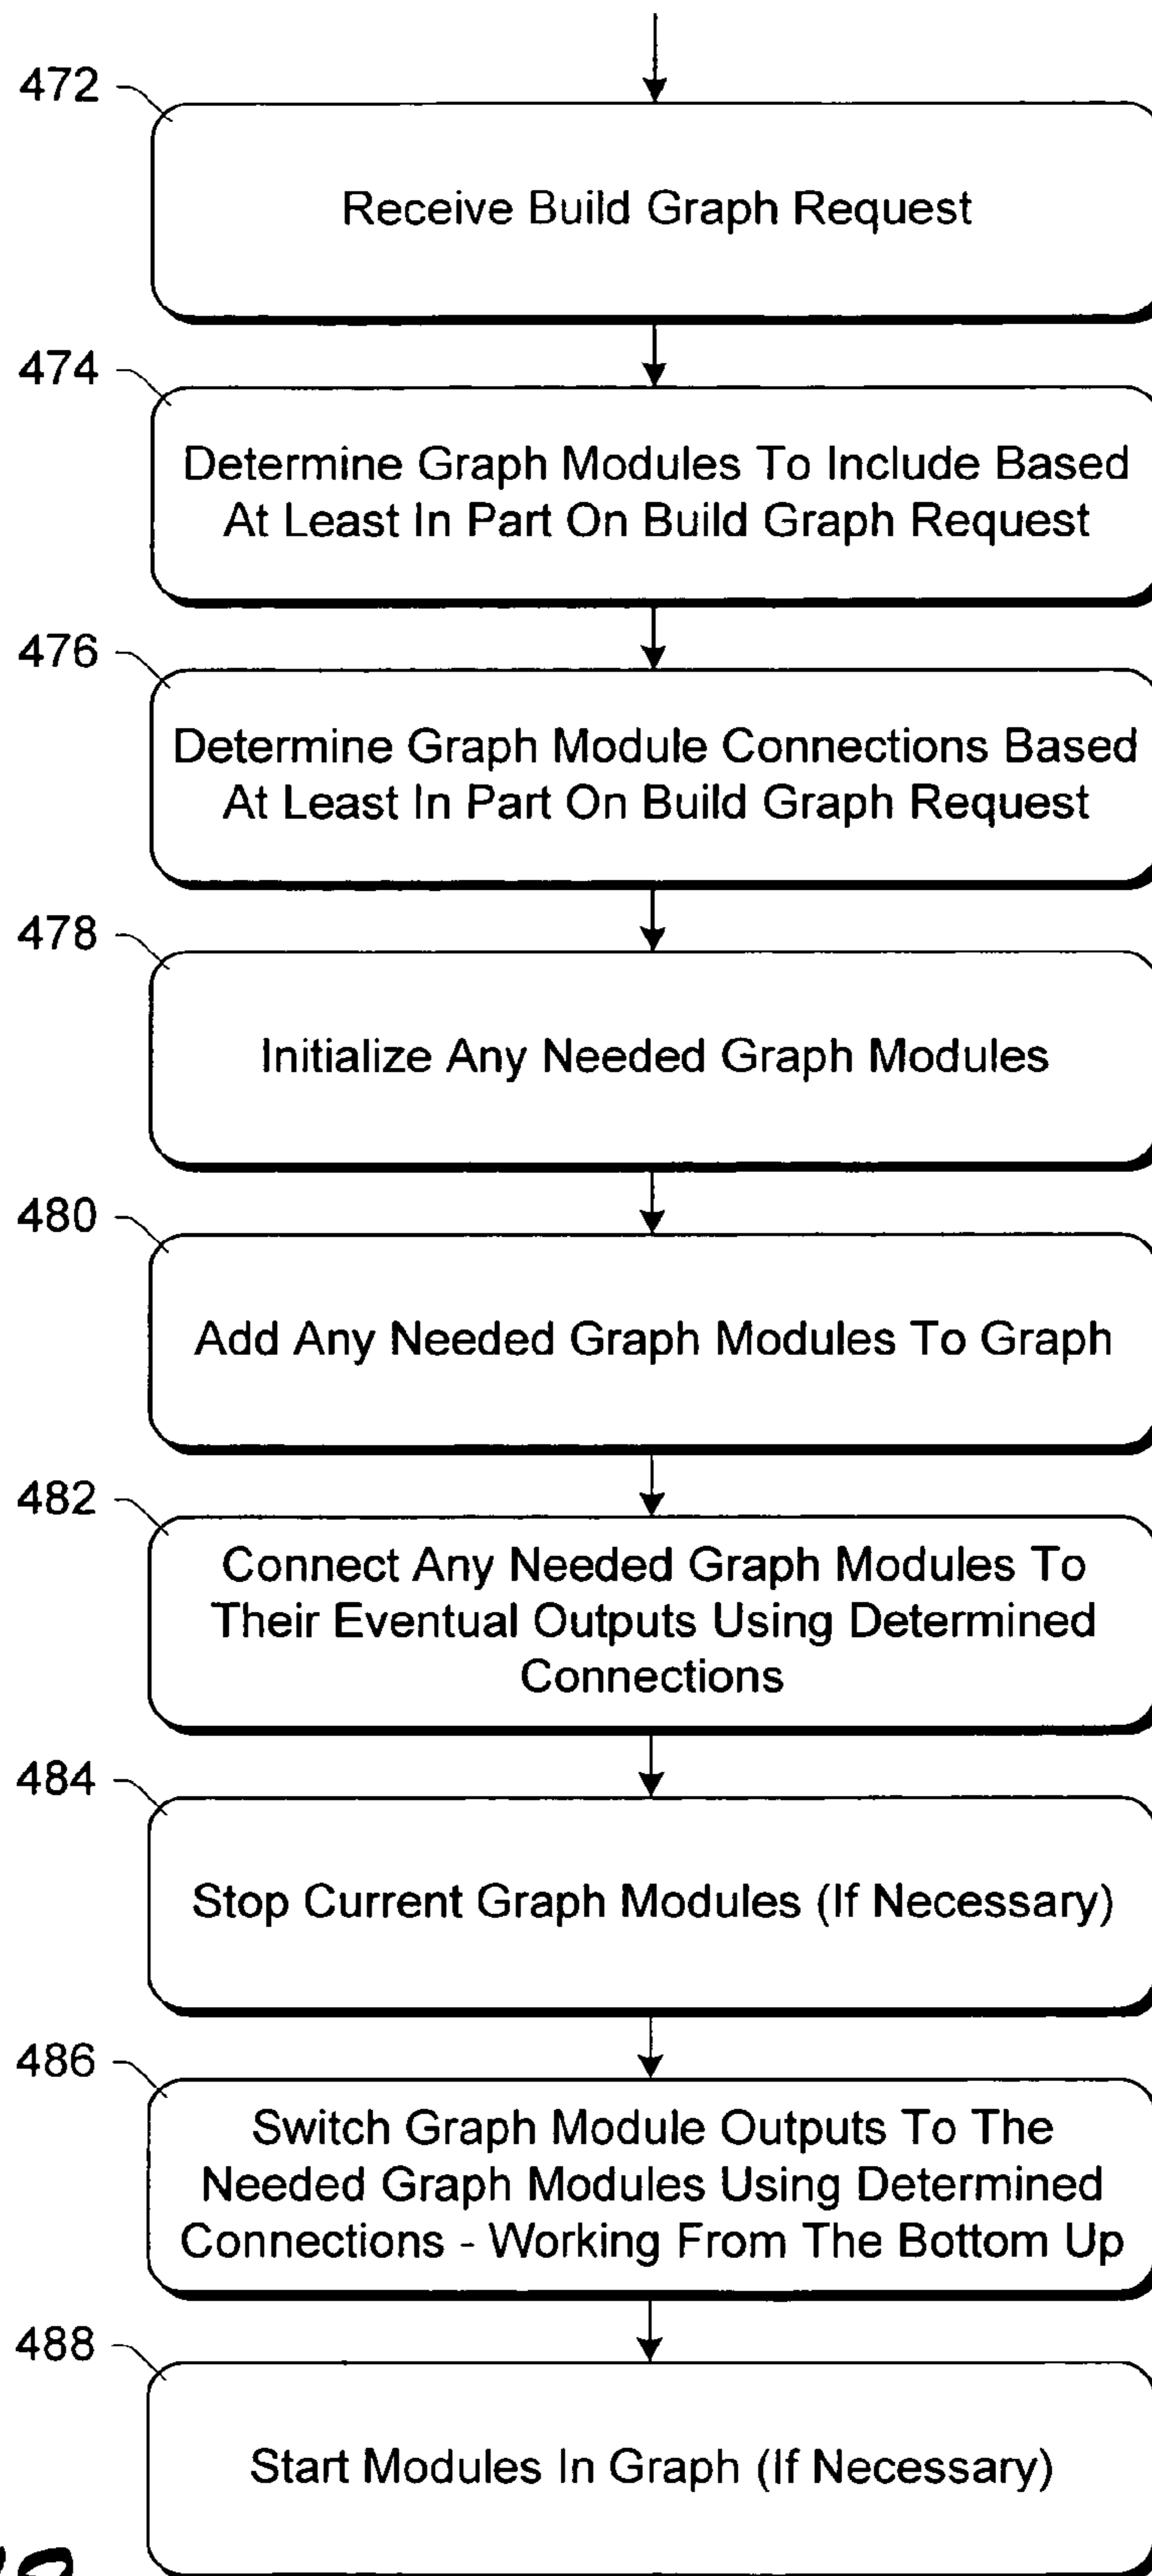 472
Receive Build Graph Request
474
Determine Graph Modules To Include Based
At Least In Part On Build Graph Request
476
Determine Graph Module Connections Based
At Least In Part On Build Graph Request
478
Initialize Any Needed Graph Modules
480
Add Any Needed Graph Modules To Graph
482
Connect Any Needed Graph Modules To
Their Eventual Outputs Using Determined
Connections
484
Stop Current Graph Modules (If Necessary)
486
Switch Graph Module Outputs To The
Needed Graph Modules Using Determined
Connections - Working From The Bottom Up
488
Start Modules In Graph (If Necessary)